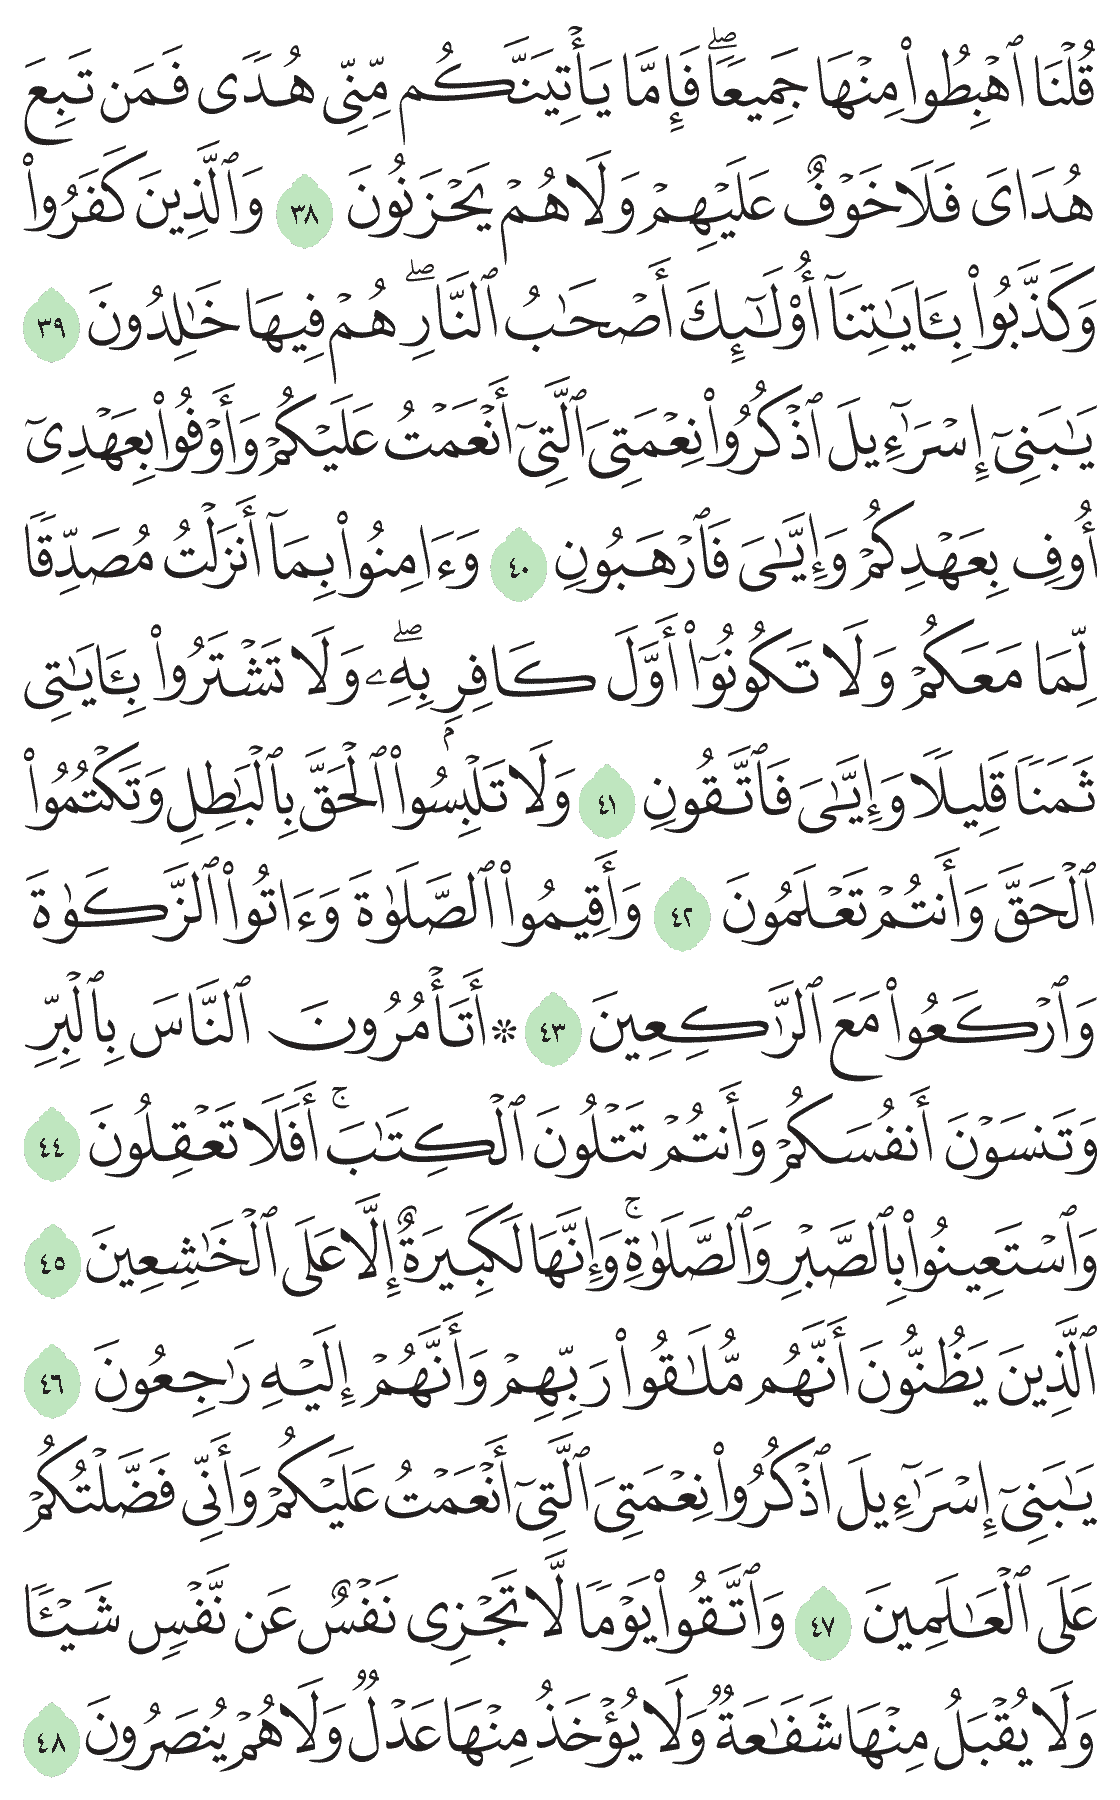 قُلْنَا ٱهْبِطُوا۟ مِنْهَا جَمِيعًۭا ۖ فَإِمَّا يَأْتِيَنَّكُم مِّنِّى هُدًۭى فَمَن تَبِعَ
هُدَاىَ فَلَا خَوْفٌ عَلَيْهِمْ وَلَا هُمْ يَحْزَنُونَ ٣٨ وَٱلَّذِينَ كَفَرُوا۟
وَكَذَّبُوا۟ بِـَٔايَـٰتِنَآ أُو۟لَـٰٓئِكَ أَصْحَـٰبُ ٱلنَّارِ ۖ هُمْ فِيهَا خَـٰلِدُونَ ٣٩
يَـٰبَنِىٓ إِسْرَٰٓءِيلَ ٱذْكُرُوا۟ نِعْمَتِىَ ٱلَّتِىٓ أَنْعَمْتُ عَلَيْكُمْ وَأَوْفُوا۟ بِعَهْدِىٓ
أُوفِ بِعَهْدِكُمْ وَإِيَّـٰىَ فَٱرْهَبُونِ ٤٠ وَءَامِنُوا۟ بِمَآ أَنزَلْتُ مُصَدِّقًۭا
لِّمَا مَعَكُمْ وَلَا تَكُونُوٓا۟ أَوَّلَ كَافِرٍۭ بِهِۦ ۖ وَلَا تَشْتَرُوا۟ بِـَٔايَـٰتِى
ثَمَنًۭا قَلِيلًۭا وَإِيَّـٰىَ فَٱتَّقُونِ ٤١ وَلَا تَلْبِسُوا۟ ٱلْحَقَّ بِٱلْبَـٰطِلِ وَتَكْتُمُوا۟
ٱلْحَقَّ وَأَنتُمْ تَعْلَمُونَ ٤٢ وَأَقِيمُوا۟ ٱلصَّلَوٰةَ وَءَاتُوا۟ ٱلزَّكَوٰةَ
وَٱرْكَعُوا۟ مَعَ ٱلرَّٰكِعِينَ ٤٣ ۞ أَتَأْمُرُونَ ٱلنَّاسَ بِٱلْبِرِّ
وَتَنسَوْنَ أَنفُسَكُمْ وَأَنتُمْ تَتْلُونَ ٱلْكِتَـٰبَ ۚ أَفَلَا تَعْقِلُونَ ٤٤
وَٱسْتَعِينُوا۟ بِٱلصَّبْرِ وَٱلصَّلَوٰةِ ۚ وَإِنَّهَا لَكَبِيرَةٌ إِلَّا عَلَى ٱلْخَـٰشِعِينَ ٤٥
ٱلَّذِينَ يَظُنُّونَ أَنَّهُم مُّلَـٰقُوا۟ رَبِّهِمْ وَأَنَّهُمْ إِلَيْهِ رَٰجِعُونَ ٤٦
يَـٰبَنِىٓ إِسْرَٰٓءِيلَ ٱذْكُرُوا۟ نِعْمَتِىَ ٱلَّتِىٓ أَنْعَمْتُ عَلَيْكُمْ وَأَنِّى فَضَّلْتُكُمْ
عَلَى ٱلْعَـٰلَمِينَ ٤٧ وَٱتَّقُوا۟ يَوْمًۭا لَّا تَجْزِى نَفْسٌ عَن نَّفْسٍۢ شَيْـًۭٔا
وَلَا يُقْبَلُ مِنْهَا شَفَـٰعَةٌۭ وَلَا يُؤْخَذُ مِنْهَا عَدْلٌۭ وَلَا هُمْ يُنصَرُونَ ٤٨